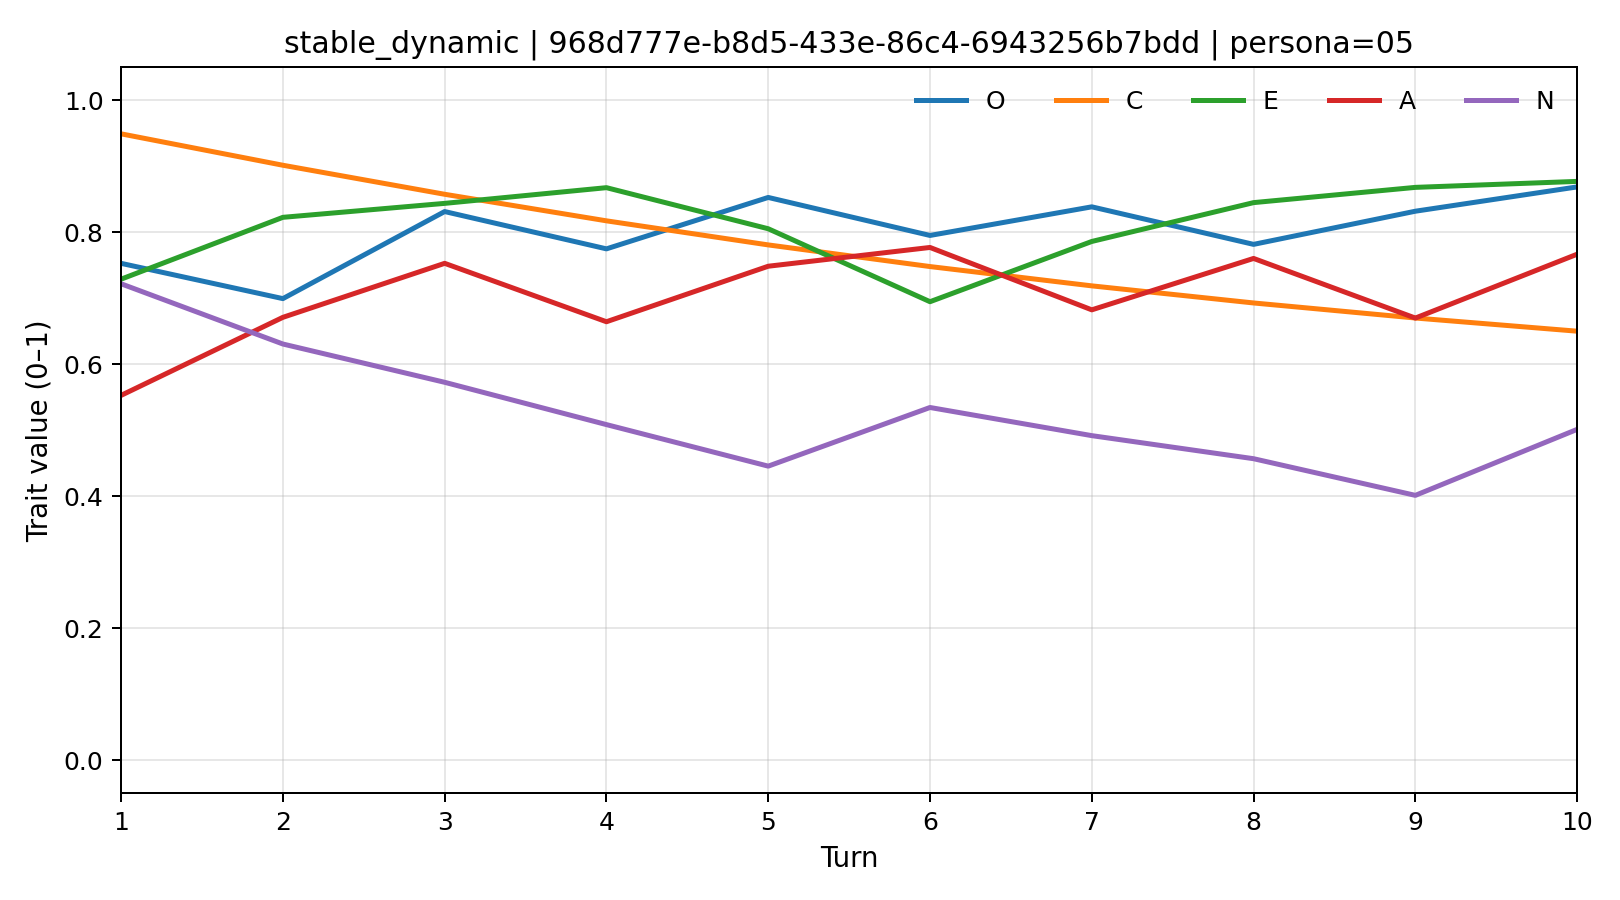 stable_dynamic | 968d777e-b8d5-433e-86c4-6943256b7bdd | persona=05
O C E A N
Trait value (0–1)
1.0
0.8
0.6
0.4
0.2
0.0
1 2 3 4 5 6 7 8 9 10
Turn